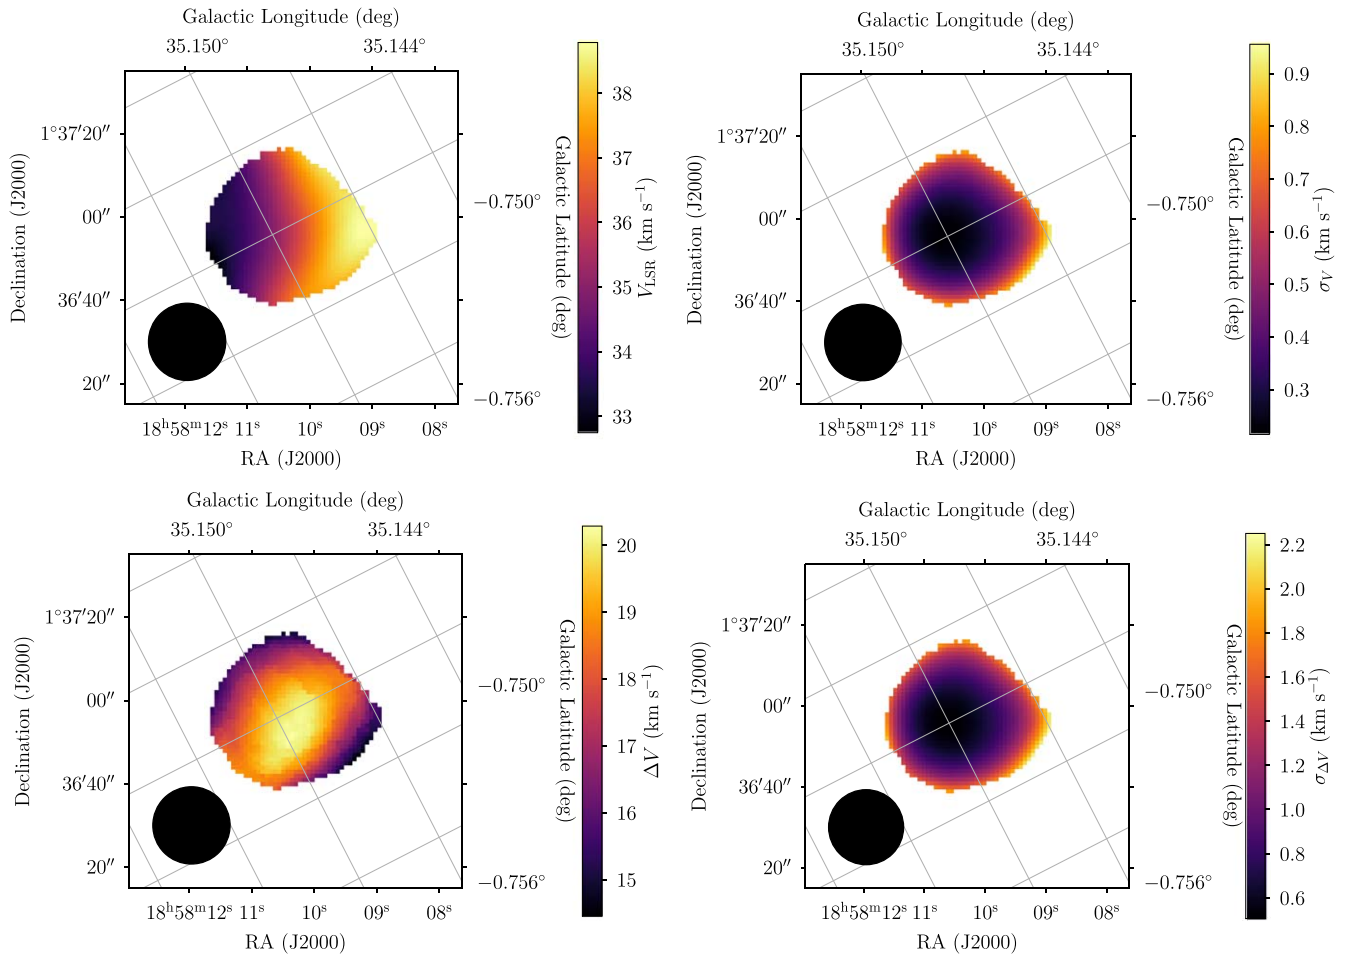 Galactic Longitude (deg)
35.150° 35.144°
1°37′20″
00″
36′40″
20″
Declination (J2000)
18ʰ58ᵐ12ˢ 11ˢ 10ˢ 09ˢ 08ˢ
RA (J2000)
−0.750°
−0.756°
Galactic Latitude (deg)
38
37
36
35
34
33
V_LSR (km s⁻¹)
Galactic Longitude (deg)
35.150° 35.144°
1°37′20″
00″
36′40″
20″
Declination (J2000)
18ʰ58ᵐ12ˢ 11ˢ 10ˢ 09ˢ 08ˢ
RA (J2000)
−0.750°
−0.756°
Galactic Latitude (deg)
0.9
0.8
0.7
0.6
0.5
0.4
0.3
σ_V (km s⁻¹)
Galactic Longitude (deg)
35.150° 35.144°
1°37′20″
00″
36′40″
20″
Declination (J2000)
18ʰ58ᵐ12ˢ 11ˢ 10ˢ 09ˢ 08ˢ
RA (J2000)
−0.750°
−0.756°
Galactic Latitude (deg)
20
19
18
17
16
15
ΔV (km s⁻¹)
Galactic Longitude (deg)
35.150° 35.144°
1°37′20″
00″
36′40″
20″
Declination (J2000)
18ʰ58ᵐ12ˢ 11ˢ 10ˢ 09ˢ 08ˢ
RA (J2000)
−0.750°
−0.756°
Galactic Latitude (deg)
2.2
2.0
1.8
1.6
1.4
1.2
1.0
0.8
0.6
σ_ΔV (km s⁻¹)